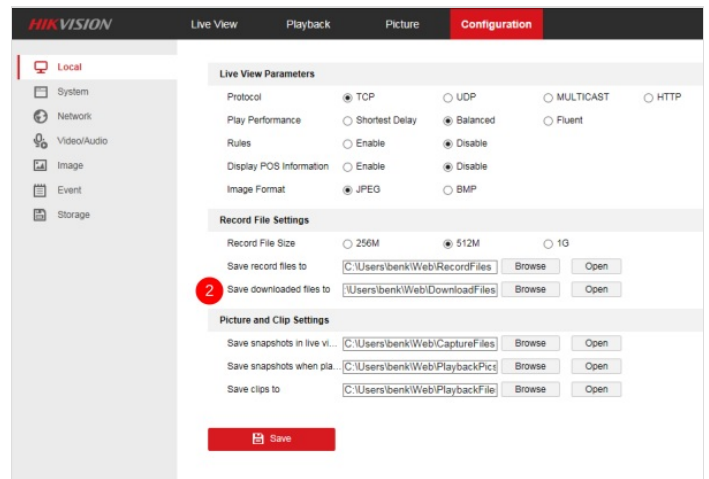 HIKVISION Live View Playback Picture Configuration
Local
System
Network
Video/Audio
Image
Event
Storage
Live View Parameters
Protocol TCP UDP MULTICAST HTTP
Play Performance Shortest Delay Balanced Fluent
Rules Enable Disable
Display POS Information Enable Disable
Image Format JPEG BMP
Record File Settings
Record File Size 256M 512M 1G
Save record files to C:\Users\benk\Web\RecordFiles Browse Open
2 Save downloaded files to :\Users\benk\Web\DownloadFiles Browse Open
Picture and Clip Settings
Save snapshots in live vi... C:\Users\benk\Web\CaptureFiles Browse Open
Save snapshots when pla... C:\Users\benk\Web\PlaybackPics Browse Open
Save clips to C:\Users\benk\Web\PlaybackFile Browse Open
Save